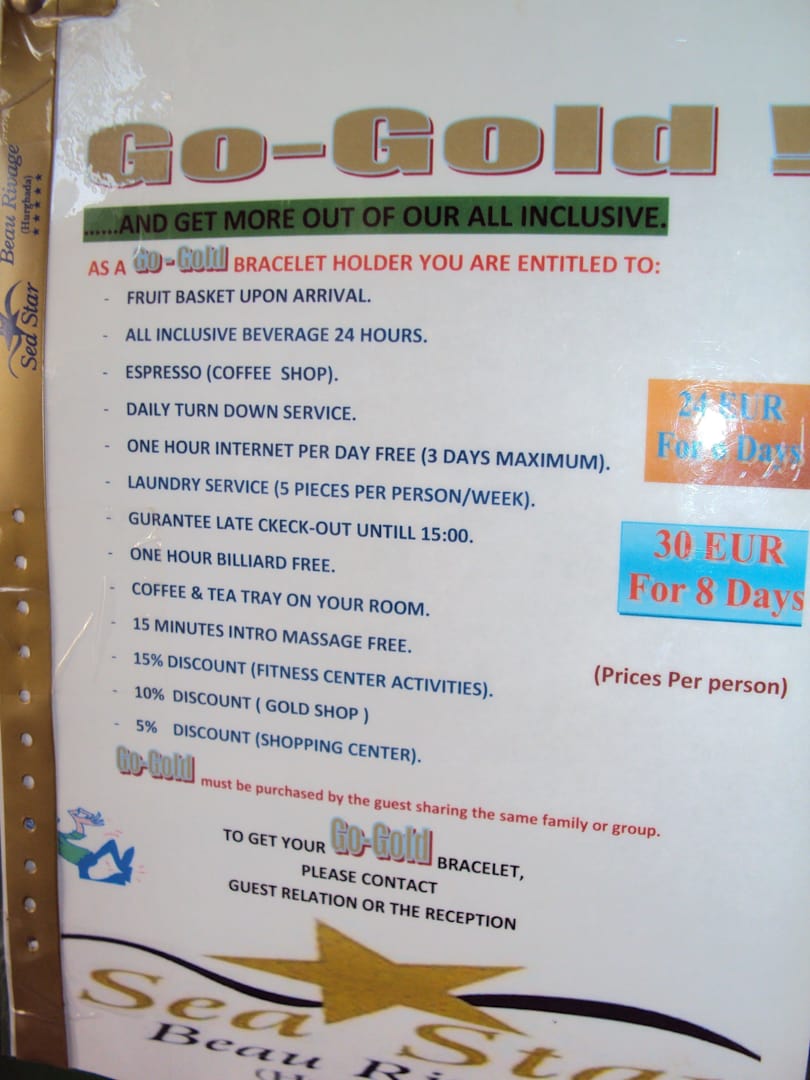 Go-Gold !
......AND GET MORE OUT OF OUR ALL INCLUSIVE.
AS A Go-Gold BRACELET HOLDER YOU ARE ENTITLED TO:
- FRUIT BASKET UPON ARRIVAL.
- ALL INCLUSIVE BEVERAGE 24 HOURS.
- ESPRESSO (COFFEE SHOP).
- DAILY TURN DOWN SERVICE.
- ONE HOUR INTERNET PER DAY FREE (3 DAYS MAXIMUM).
- LAUNDRY SERVICE (5 PIECES PER PERSON/WEEK).
- GURANTEE LATE CKECK-OUT UNTILL 15:00.
- ONE HOUR BILLIARD FREE.
- COFFEE & TEA TRAY ON YOUR ROOM.
- 15 MINUTES INTRO MASSAGE FREE.
- 15% DISCOUNT (FITNESS CENTER ACTIVITIES).
- 10% DISCOUNT ( GOLD SHOP )
- 5% DISCOUNT (SHOPPING CENTER).
24 EUR
For Days
30 EUR
For 8 Days
(Prices Per person)
Go-Gold must be purchased by the guest sharing the same family or group.
TO GET YOUR Go-Gold BRACELET,
PLEASE CONTACT
GUEST RELATION OR THE RECEPTION
Sea Star
Beau
Sea Star
Beau Rivage
(Hurghada)
★★★★★